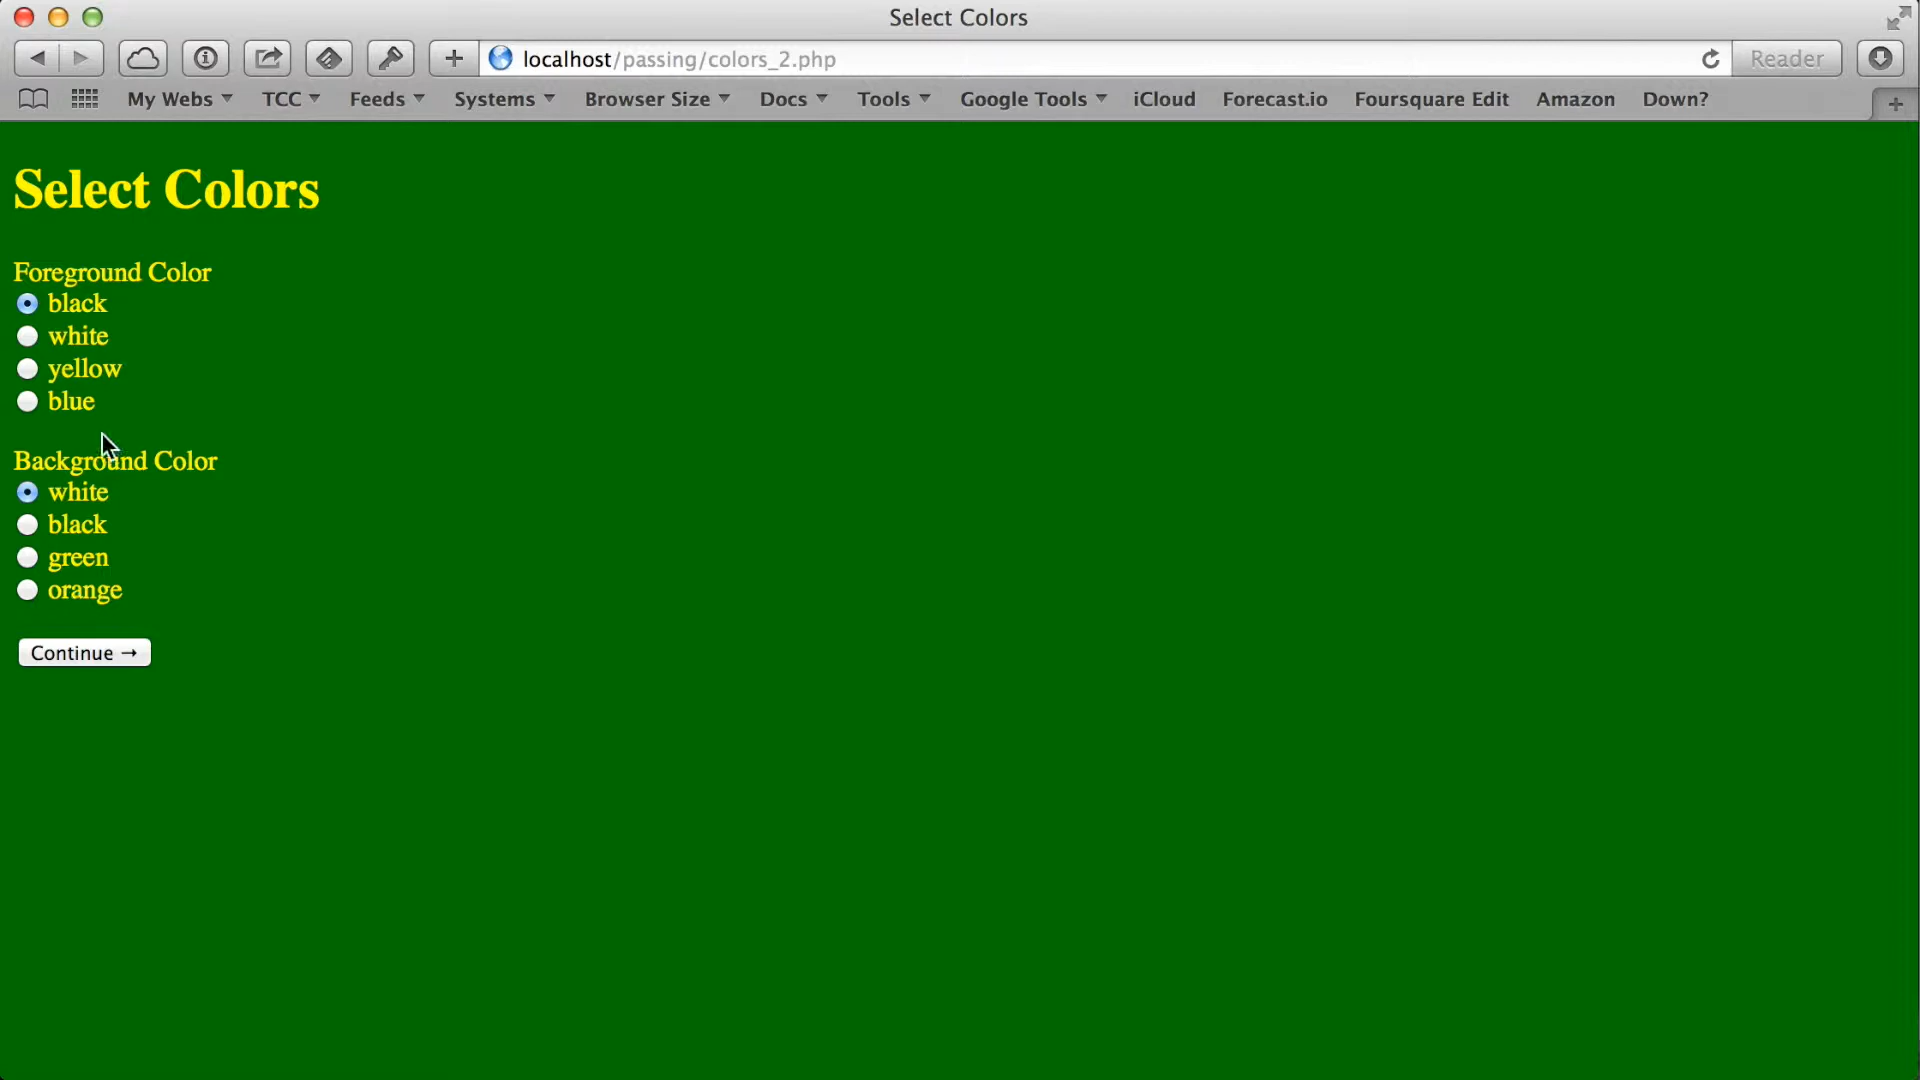 Select Colors
localhost/passing/colors_2.php
Reader
My Webs TCC Feeds Systems Browser Size Docs Tools Google Tools iCloud Forecast.io Foursquare Edit Amazon Down?
Select Colors
Foreground Color
black
white
yellow
blue
Background Color
white
black
green
orange
Continue →